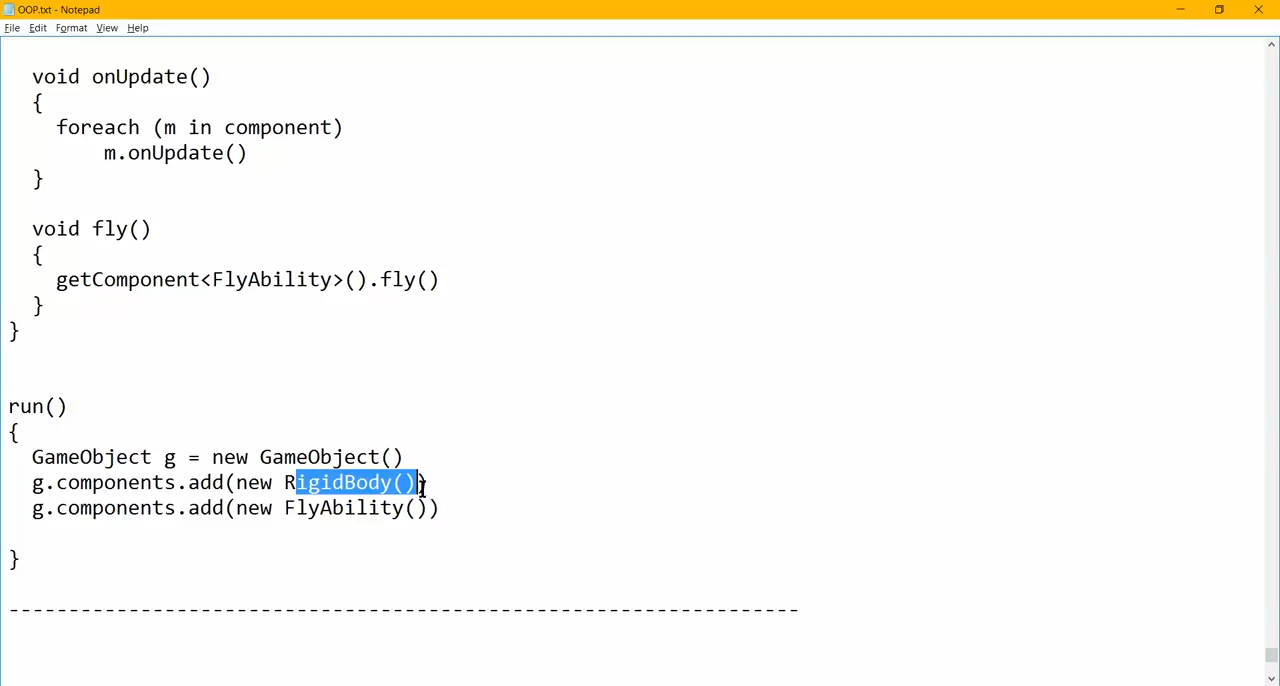 OOP.txt - Notepad
File Edit Format View Help
void onUpdate()
{
foreach (m in component)
m.onUpdate()
}
void fly()
{
getComponent<FlyAbility>().fly()
}
}
run()
{
GameObject g = new GameObject()
g.components.add(new RigidBody())
g.components.add(new FlyAbility())
}
------------------------------------------------------------------